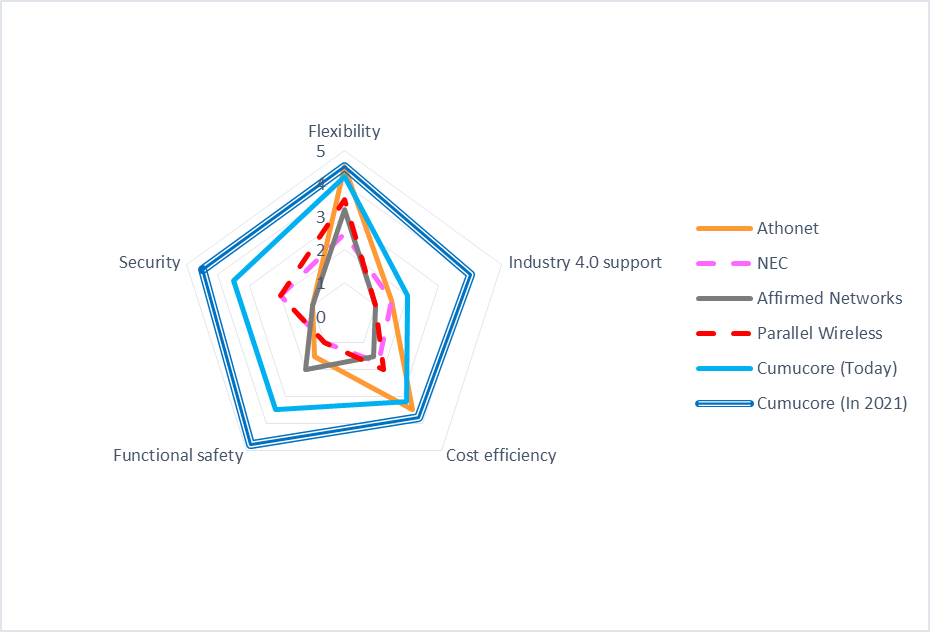 Flexibility
5
4
3
2
1
0
Security
Industry 4.0 support
Functional safety
Cost efficiency
Athonet
NEC
Affirmed Networks
Parallel Wireless
Cumucore (Today)
Cumucore (In 2021)